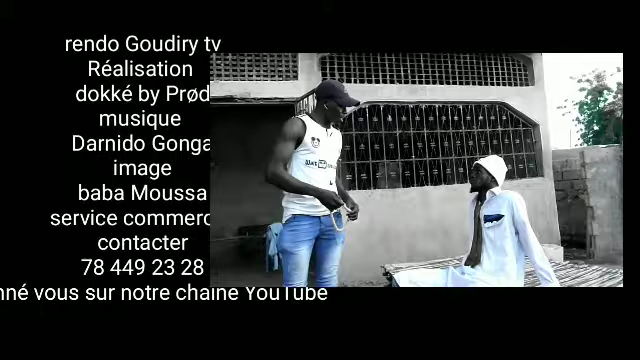 rendo Goudiry tv
Réalisation
dokké by Prød
musique
Darnido Gonga
image
baba Moussa
service commerc
contacter
78 449 23 28
nné vous sur notre chaine YouTube